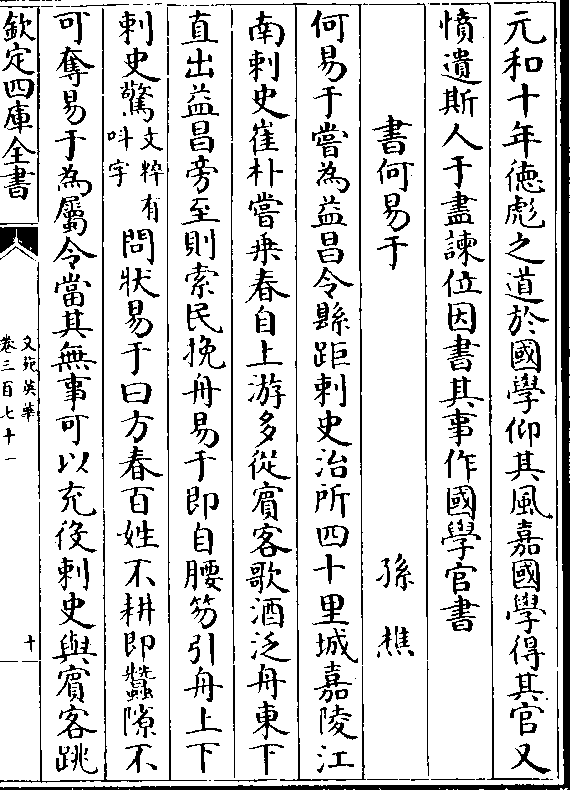 元和十年徳彪之道於國學仰其風嘉國學得其官又
憤遺斯人于盡諫位因書其事作國學官書
書何易于
孫樵
何易于嘗為益昌令縣距刺史治所四十里城嘉陵江
南刺史崔朴嘗乗春自上游多從賓客歌酒泛舟東下
直出益昌旁至則索民挽舟易于即自腰笏引舟上下
刺史驚文粹有呌字問狀易于曰方春百姓不耕即蠶隙不
可奪易于為屬令當其無事可以充役刺史與賓客跳
欽定四庫全書
文苑英華
卷三百七十一
十